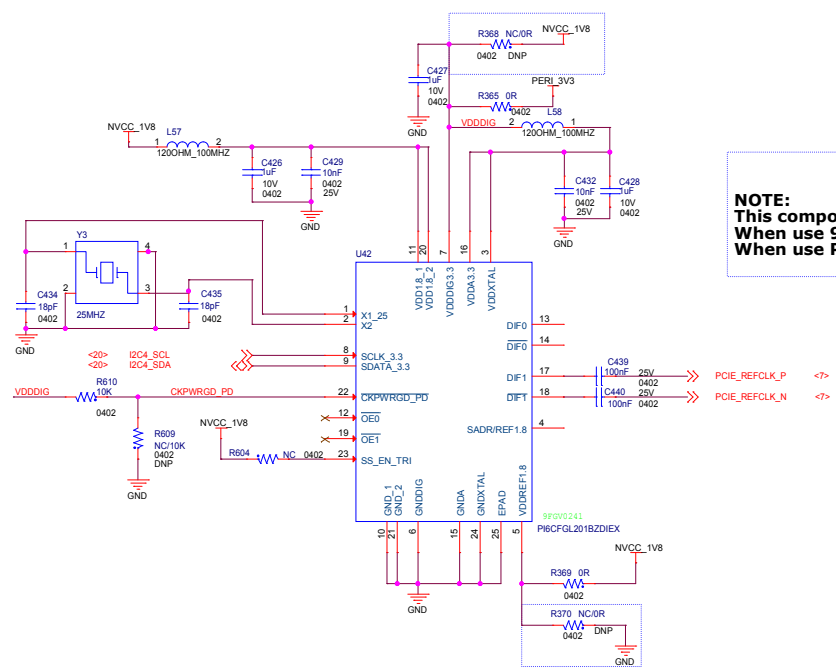 R368 NC/0R
NVCC_1V8
0402 DNP
C427
1uF
10V
0402
GND
PERI_3V3
R365 0R
0402
L58
VDDDIG 2 1
120OHM_100MHZ
NVCC_1V8
L57
1 2
120OHM_100MHZ
C426
1uF
10V
0402
C429
10nF
0402
25V
GND
C432
10nF
0402
25V
C428
1uF
10V
0402
GND
NOTE:
This compo
When use 9
When use P
Y3
1 4
2 3
25MHZ
C434
18pF
0402
C435
18pF
0402
GND
U42
11 20 7 16 3
VDD1.8_1
VDD1.8_2
VDDDIG3.3
VDDA3.3
VDDXTAL
1 X1_25
2 X2
8 SCLK_3.3
9 SDATA_3.3
22 CKPWRGD_PD
12 OE0
19 OE1
23 SS_EN_TRI
DIF0 13
DIF0 14
DIF1 17
DIF1 18
SADR/REF1.8 4
<20> I2C4_SCL
<20> I2C4_SDA
VDDDIG
R610
10K
0402
CKPWRGD_PD
R609
NC/10K
0402
DNP
GND
NVCC_1V8
R604 NC 0402
C439
100nF 25V
0402
PCIE_REFCLK_P <7>
C440
100nF 25V
0402
PCIE_REFCLK_N <7>
GND_1
GND_2
GNDDIG
GNDA
GNDXTAL
EPAD
VDDREF1.8
10 21 6 15 24 25 5
9FGV0241
PI6CFGL201BZDIEX
GND
NVCC_1V8
R369 0R
0402
R370 NC/0R
0402 DNP
GND